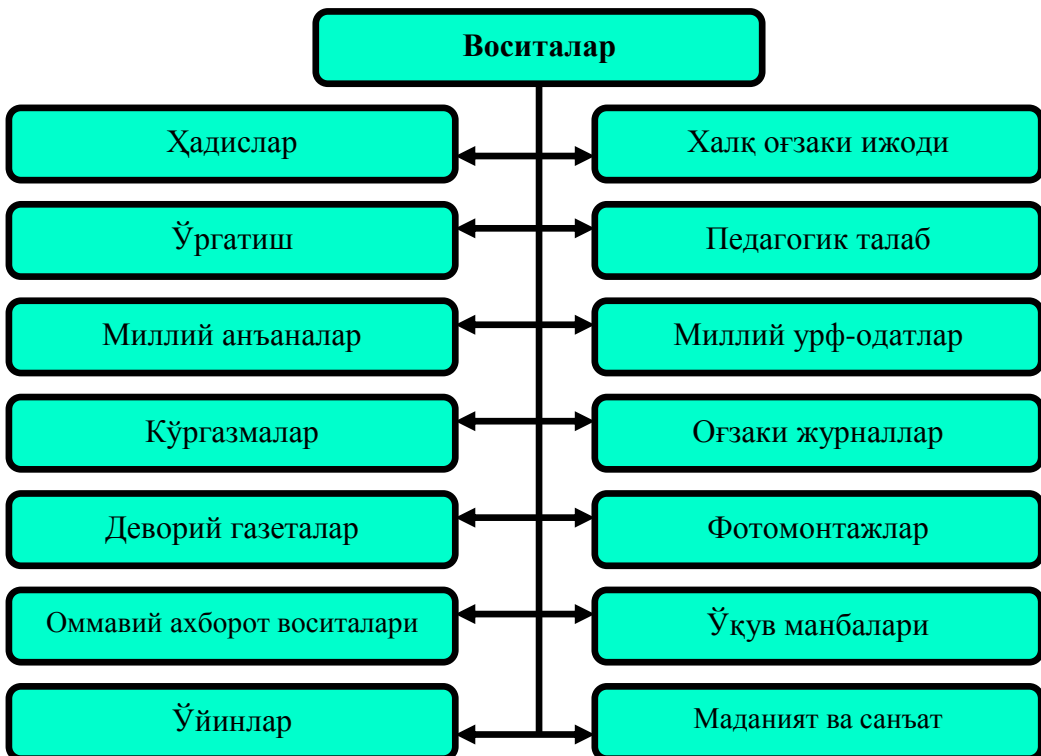 Воситалар
Ҳадислар
Халқ оғзаки ижоди
Ўргатиш
Педагогик талаб
Миллий анъаналар
Миллий урф-одатлар
Кўргазмалар
Оғзаки журналлар
Деворий газеталар
Фотомонтажлар
Оммавий ахборот воситалари
Ўқув манбалари
Ўйинлар
Маданият ва санъат